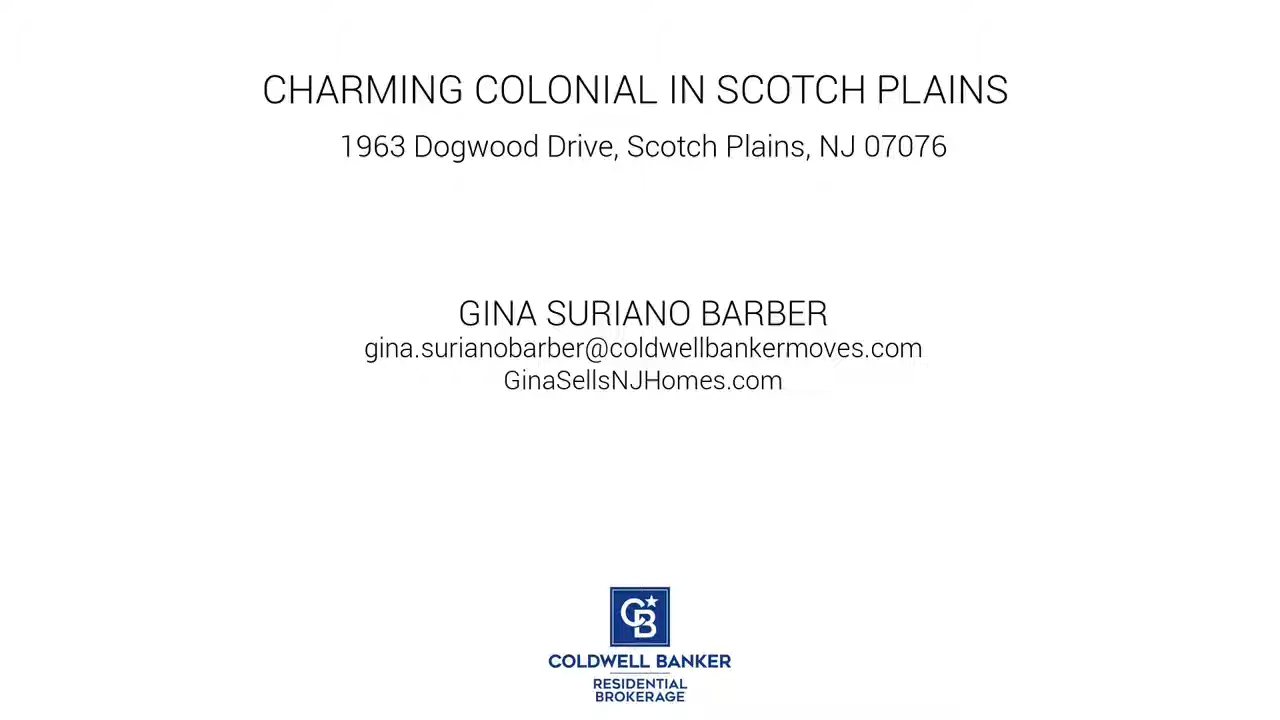 CHARMING COLONIAL IN SCOTCH PLAINS
1963 Dogwood Drive, Scotch Plains, NJ 07076
GINA SURIANO BARBER
gina.surianobarber@coldwellbankermoves.com
GinaSellsNJHomes.com
CB
COLDWELL BANKER
RESIDENTIAL
BROKERAGE